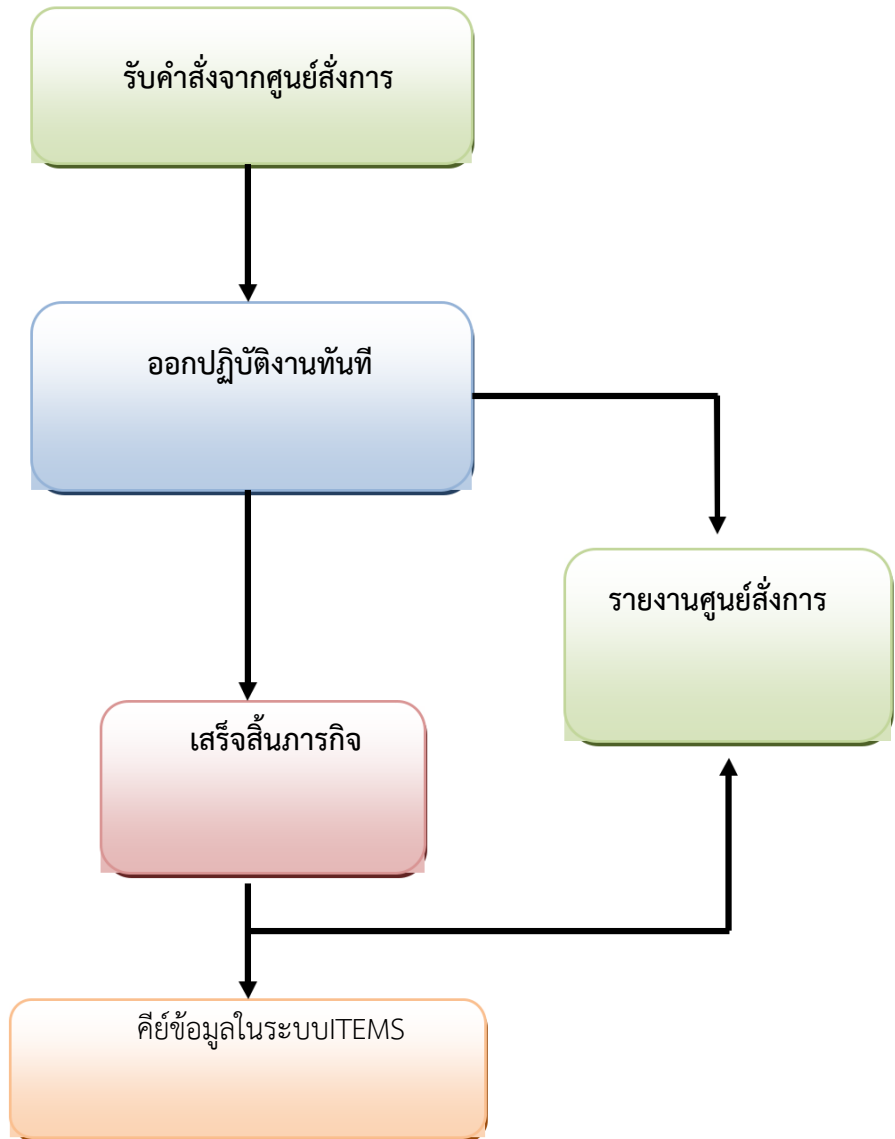 รับคำสั่งจากศูนย์สั่งการ
ออกปฏิบัติงานทันที
รายงานศูนย์สั่งการ
เสร็จสิ้นภารกิจ
คีย์ข้อมูลในระบบITEMS